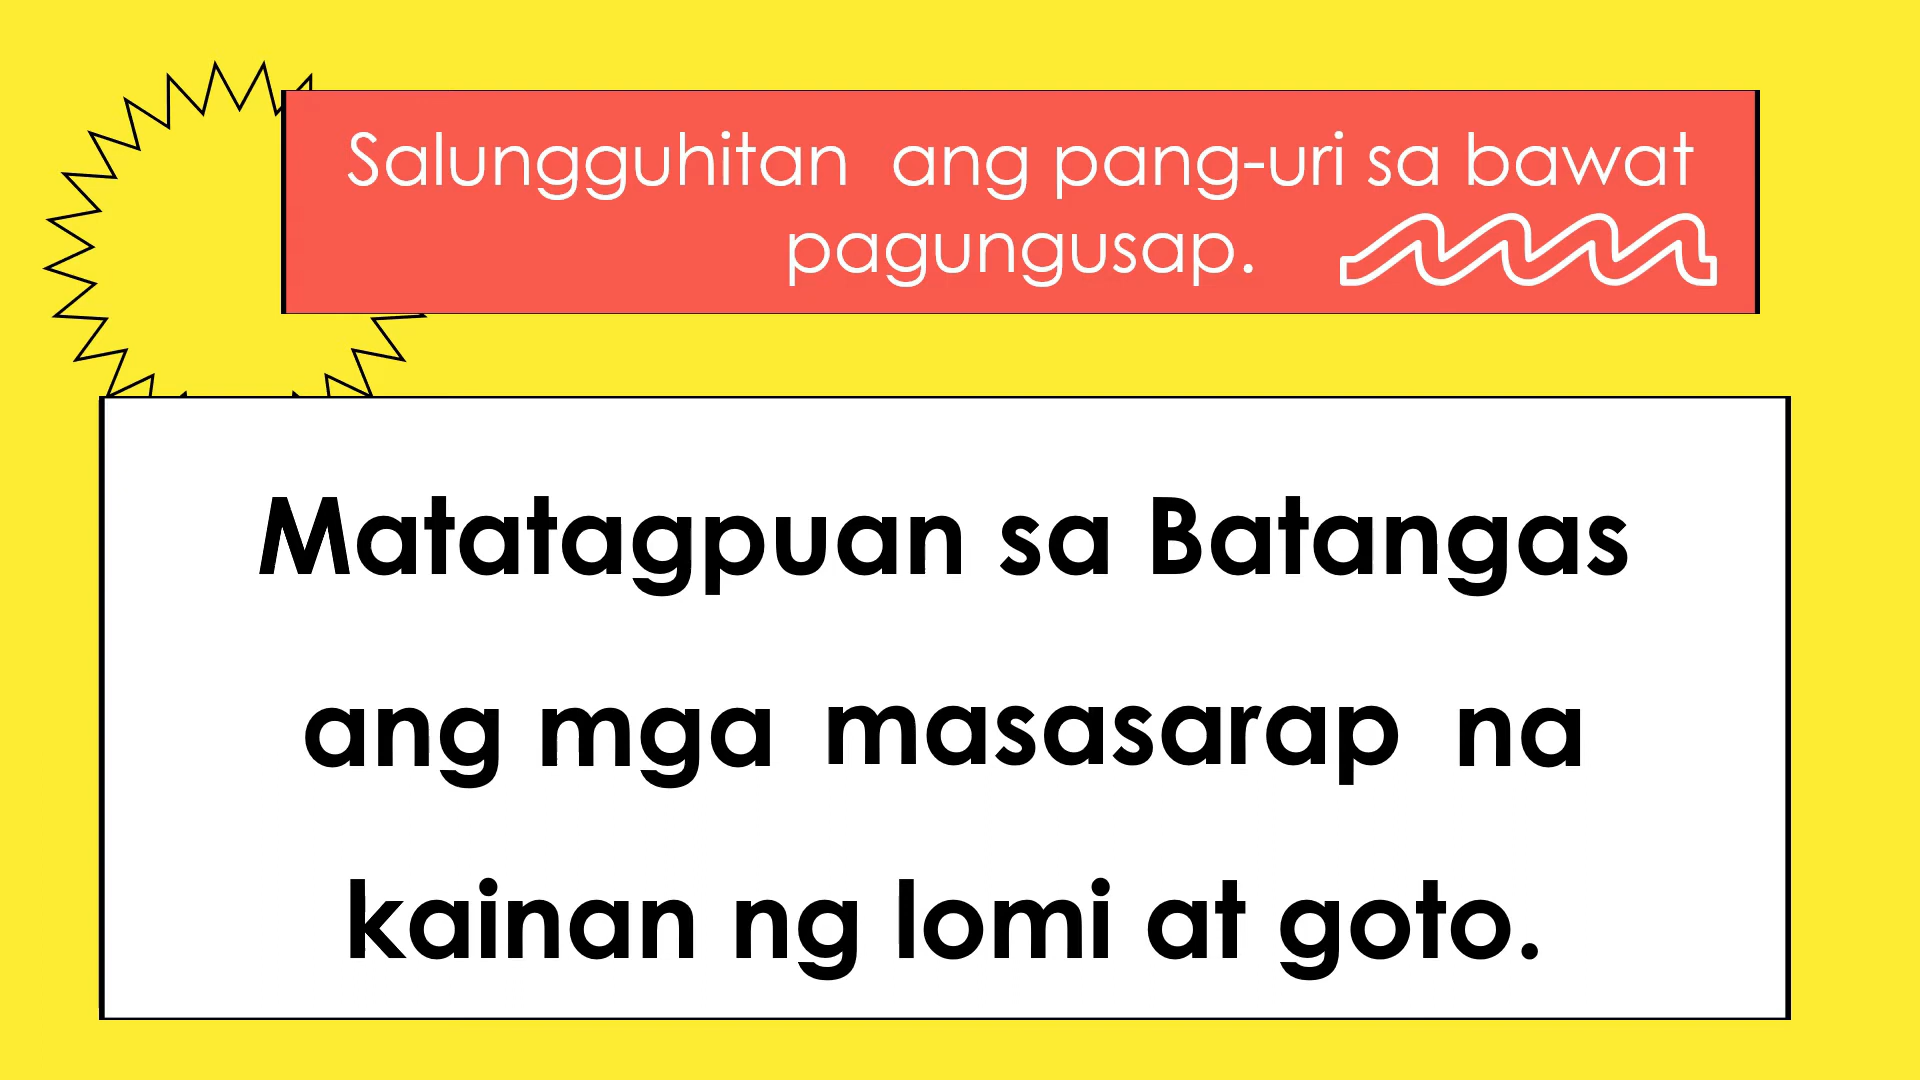 Salungguhitan ang pang-uri sa bawat
pagungusap.
Matatagpuan sa Batangas
ang mga masasarap na
kainan ng lomi at goto.